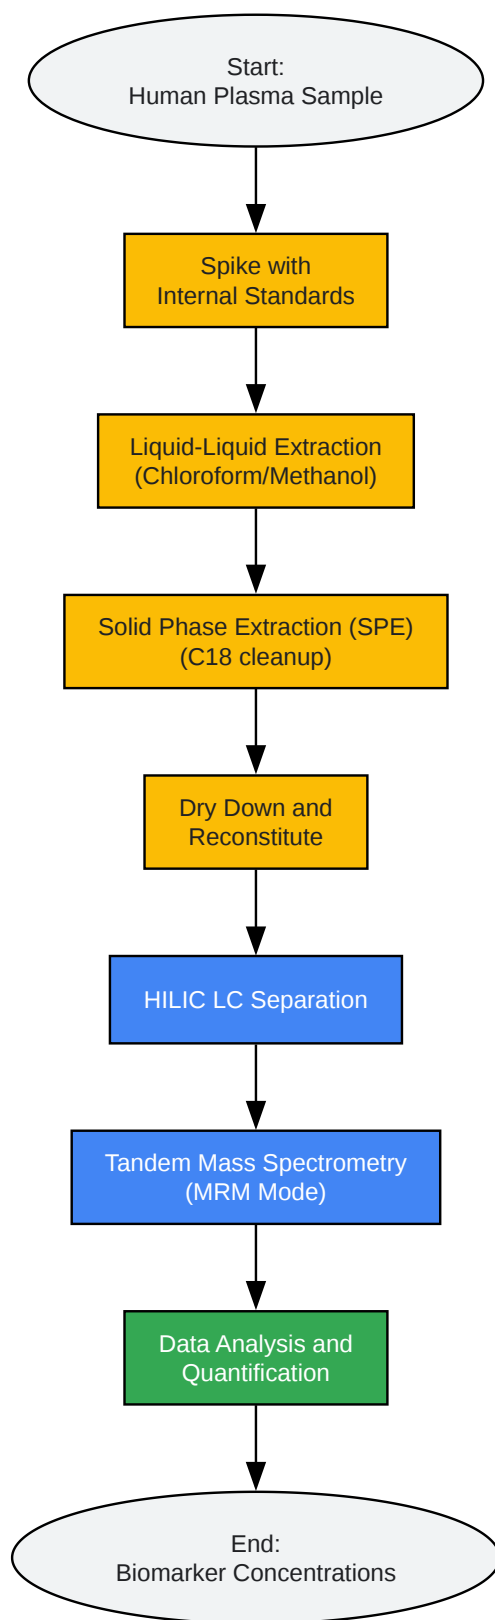 Start:
Human Plasma Sample
Spike with
Internal Standards
Liquid-Liquid Extraction
(Chloroform/Methanol)
Solid Phase Extraction (SPE)
(C18 cleanup)
Dry Down and
Reconstitute
HILIC LC Separation
Tandem Mass Spectrometry
(MRM Mode)
Data Analysis and
Quantification
End:
Biomarker Concentrations